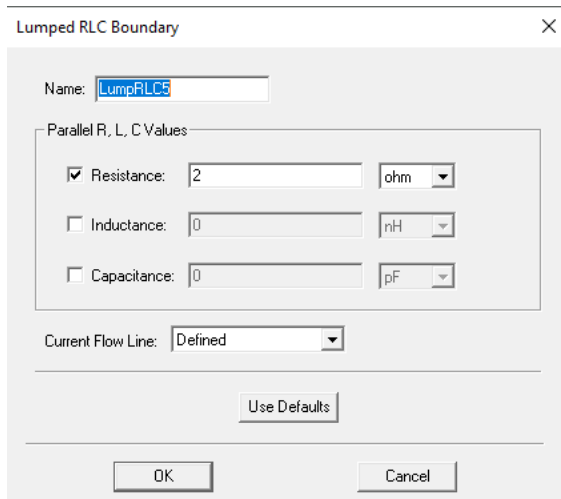 Lumped RLC Boundary
Name: LumpRLC5
Parallel R, L, C Values
Resistance: 2 ohm
Inductance: 0 nH
Capacitance: 0 pF
Current Flow Line: Defined
Use Defaults
OK Cancel